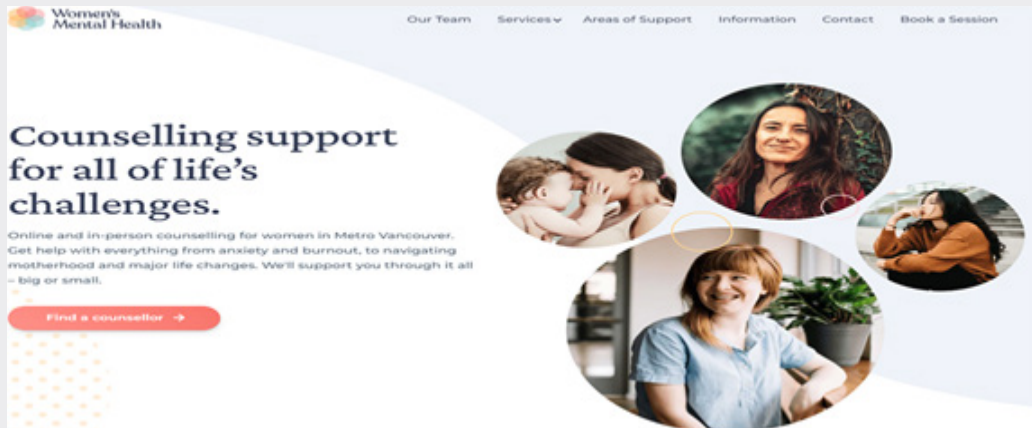 Women's
Mental Health
Our Team Services Areas of Support Information Contact Book a Session
Counselling support
for all of life's
challenges.
Online and in-person counselling for women in Metro Vancouver.
Get help with everything from anxiety and burnout, to navigating
motherhood and major life changes. We'll support you through it all
– big or small.
Find a counsellor →